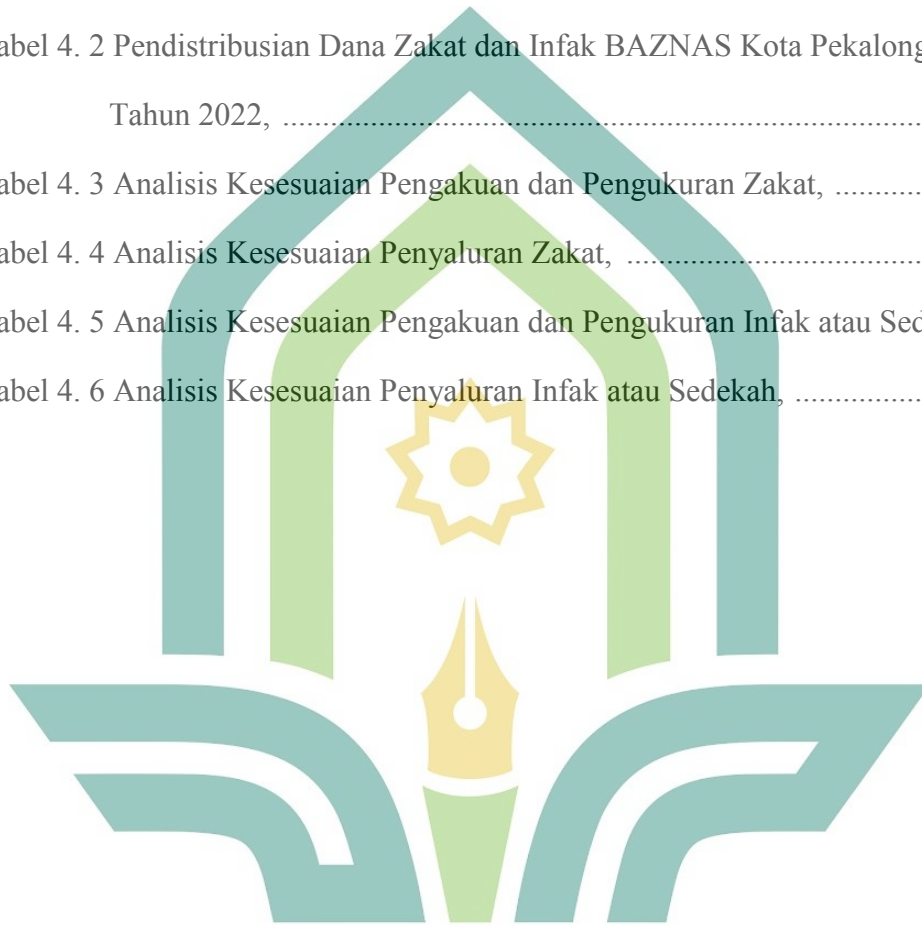 abel 4. 2 Pendistribusian Dana Zakat dan Infak BAZNAS Kota Pekalong
Tahun 2022, ................................................................................
abel 4. 3 Analisis Kesesuaian Pengakuan dan Pengukuran Zakat, ...........
abel 4. 4 Analisis Kesesuaian Penyaluran Zakat, .....................................
abel 4. 5 Analisis Kesesuaian Pengakuan dan Pengukuran Infak atau Sed
abel 4. 6 Analisis Kesesuaian Penyaluran Infak atau Sedekah, ................